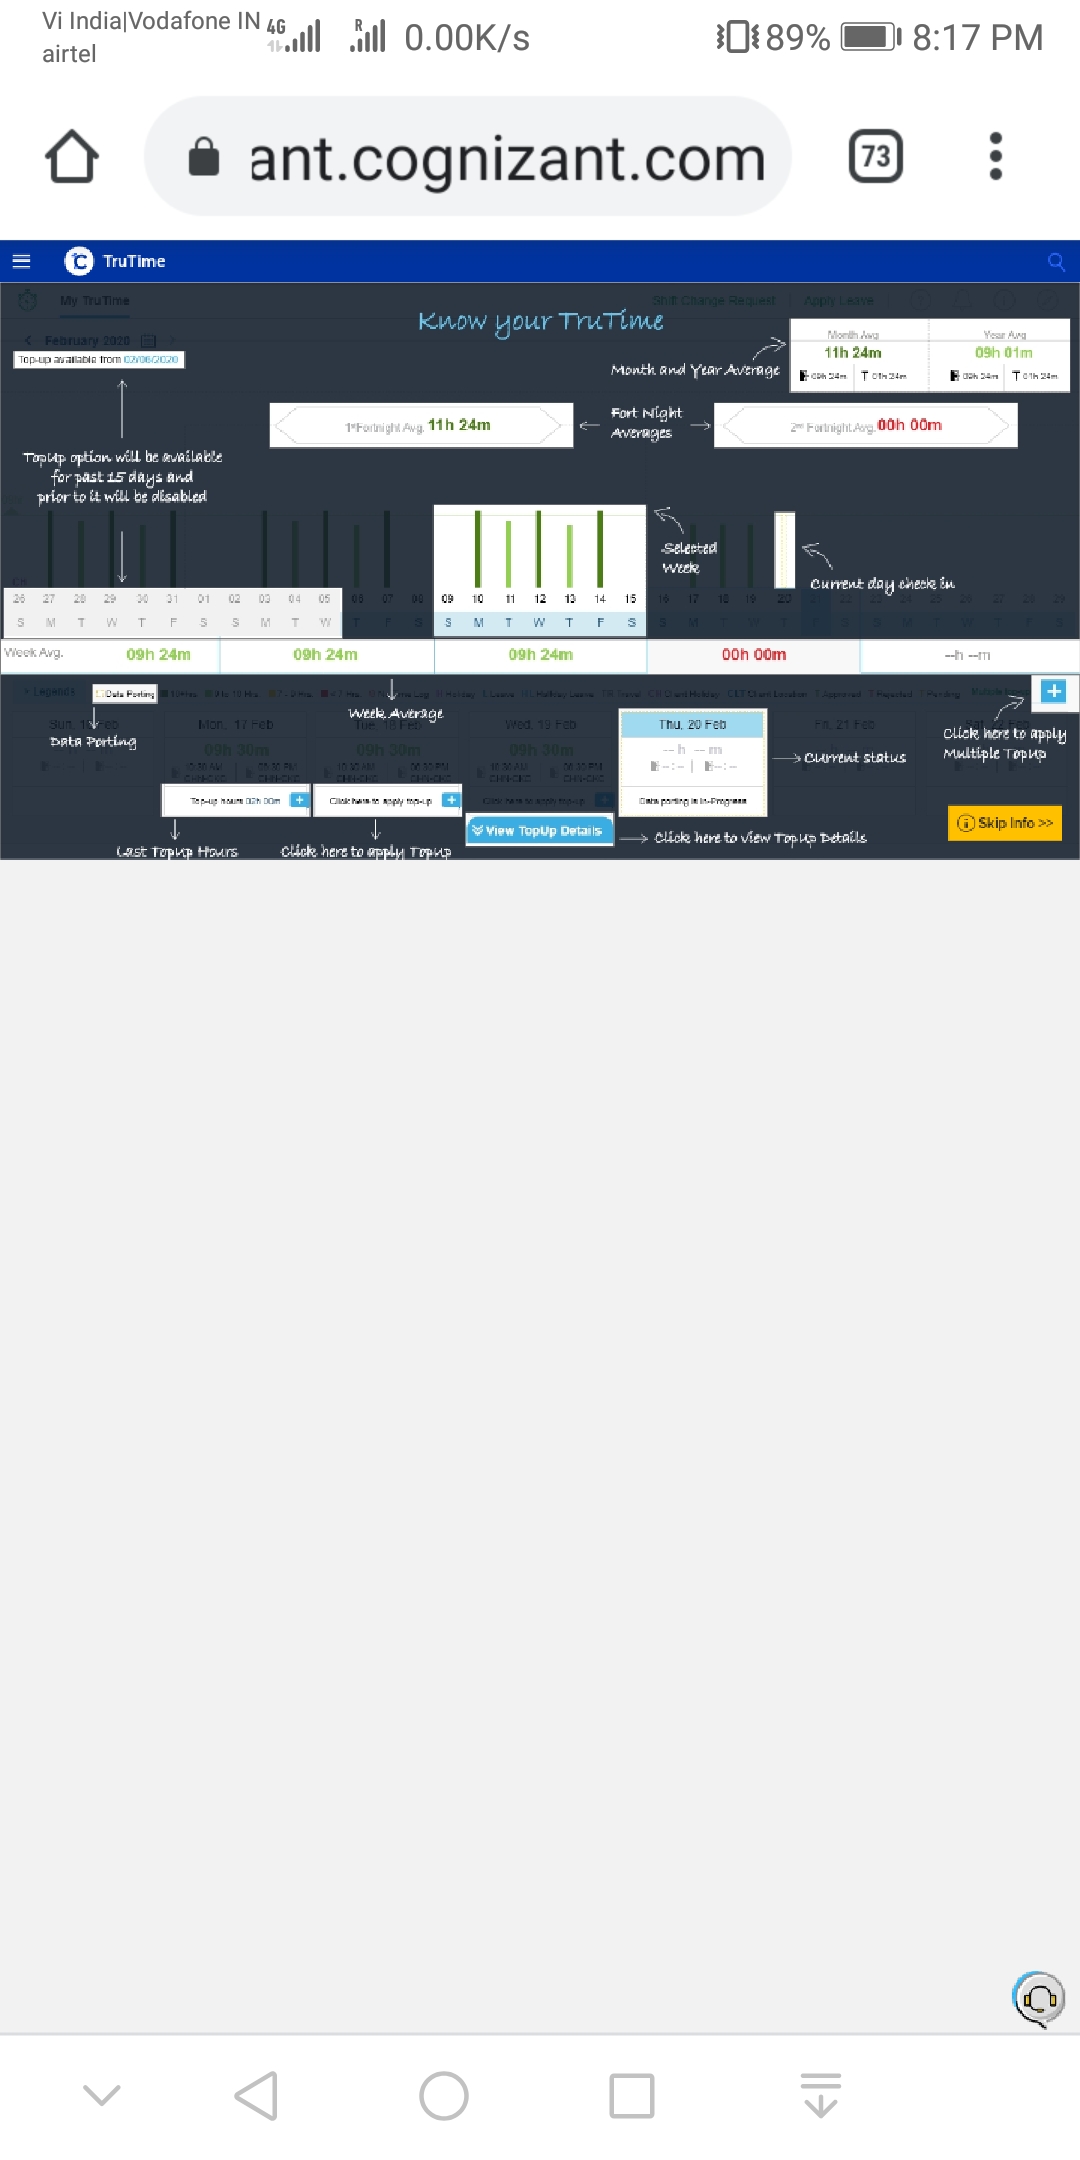 Vi India|Vodafone IN 4G R 0.00K/s 89% 8:17 PM
airtel
ant.cognizant.com 73
TruTime
My TruTime Shift Change Request Apply Leave
Know your TruTime
February 2020
Top-up available from 02/06/2020
Month Avg Year Avg
11h 24m 09h 01m
Month and Year Average
09h 24m 01h 24m 09h 24m 01h 24m
1st Fortnight Avg. 11h 24m
Fort Night
Averages
2nd Fortnight Avg. 00h 00m
TopUp option will be available
for past 15 days and
prior to it will be disabled
Selected
Week
Current day check in
26 27 28 29 30 31 01 02 03 04 05 06 07 08 09 10 11 12 13 14 15 16 17 18 19 20 21 22 23 24 25 26 27 28 29
S M T W T F S S M T W T F S S M T W T F S S M T W T F S S M T W T F S
Week Avg. 09h 24m 09h 24m 09h 24m 00h 00m --h --m
Legends Data Porting
Week Average
Data Porting
Mon, 17 Feb Tue, 18 Feb Wed, 19 Feb Thu, 20 Feb Fri, 21 Feb
09h 30m 09h 30m 09h 30m -- h -- m
Current status
Click here to apply
Multiple Topup
Top-up hours 02h 00m Click here to apply top-up Click here to apply top-up Data porting is In-Progress
View TopUp Details
Click here to view TopUp Details
Skip Info >>
Last TopUp Hours
Click here to apply TopUp